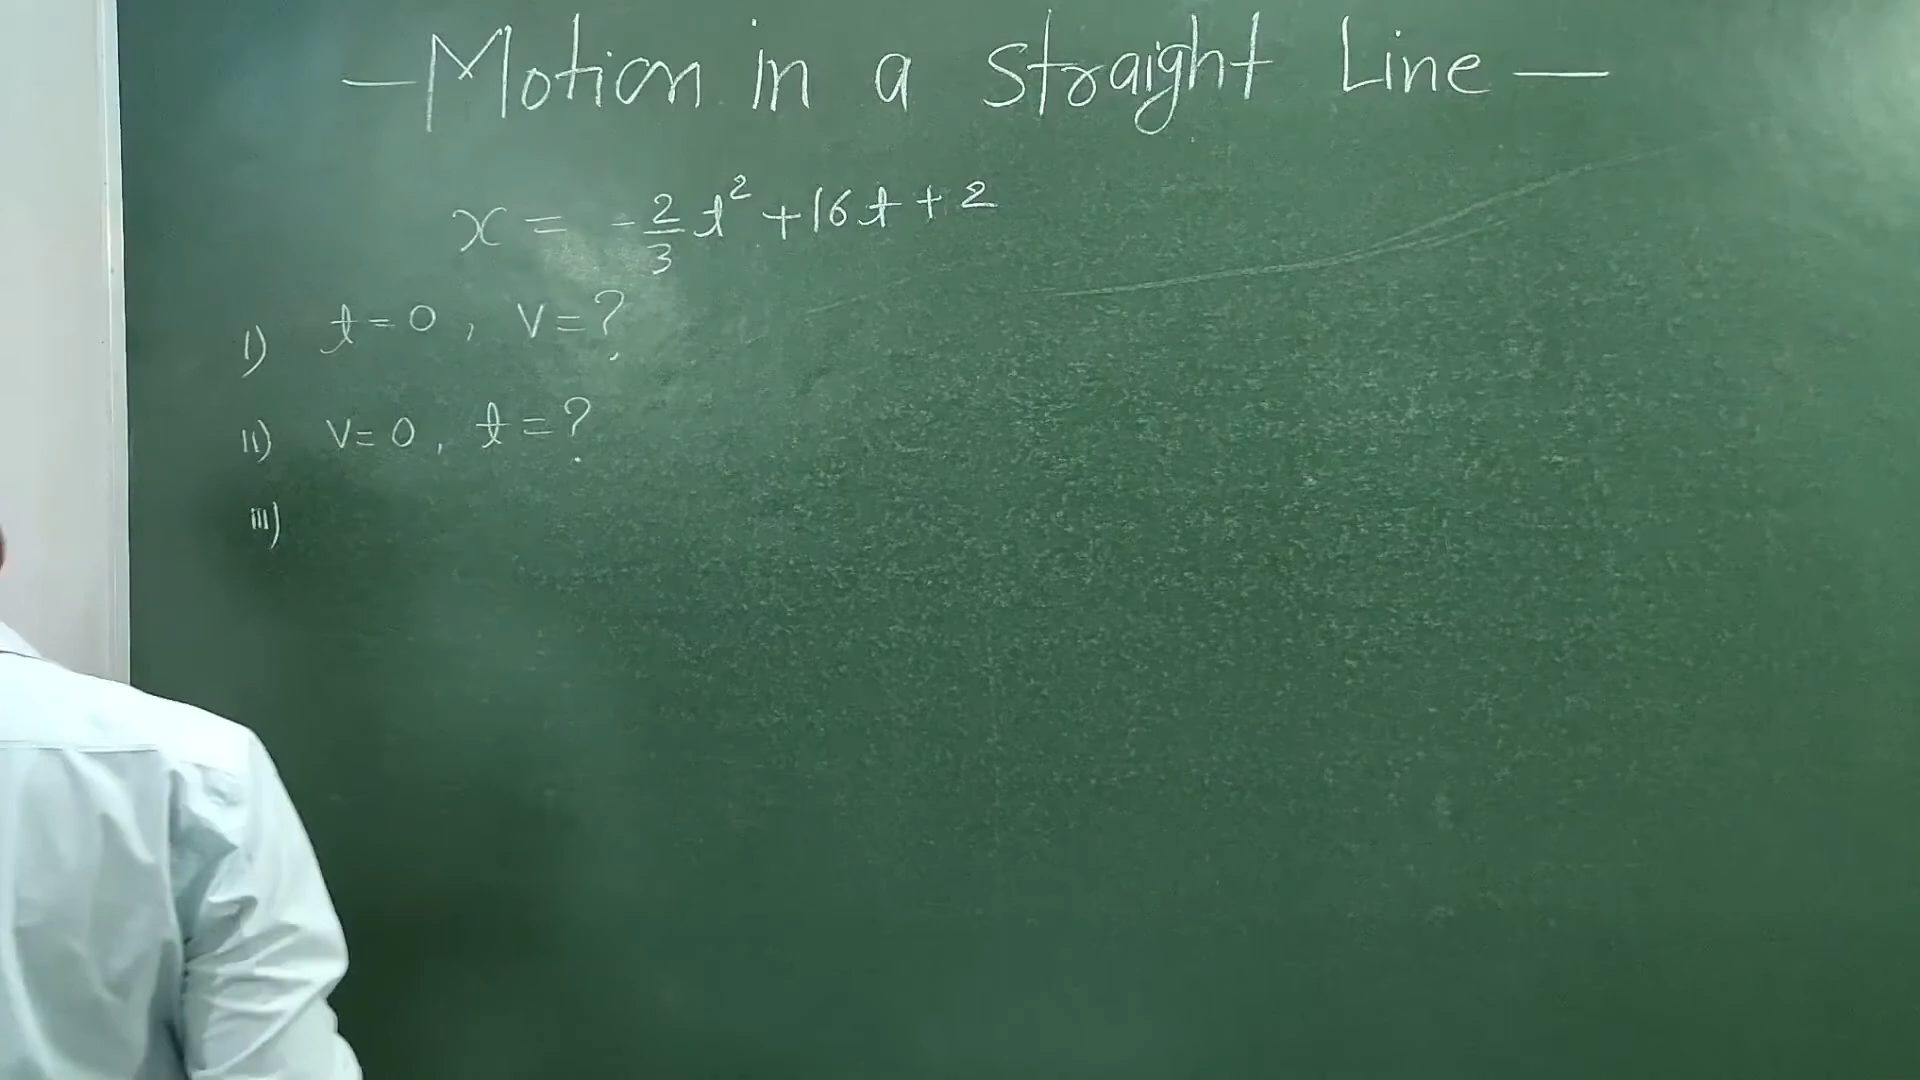 — Motion in a Straight Line —
x = -2/3 t² + 16t + 2
i) t = 0 , v = ?
ii) v = 0 , t = ?
iii)